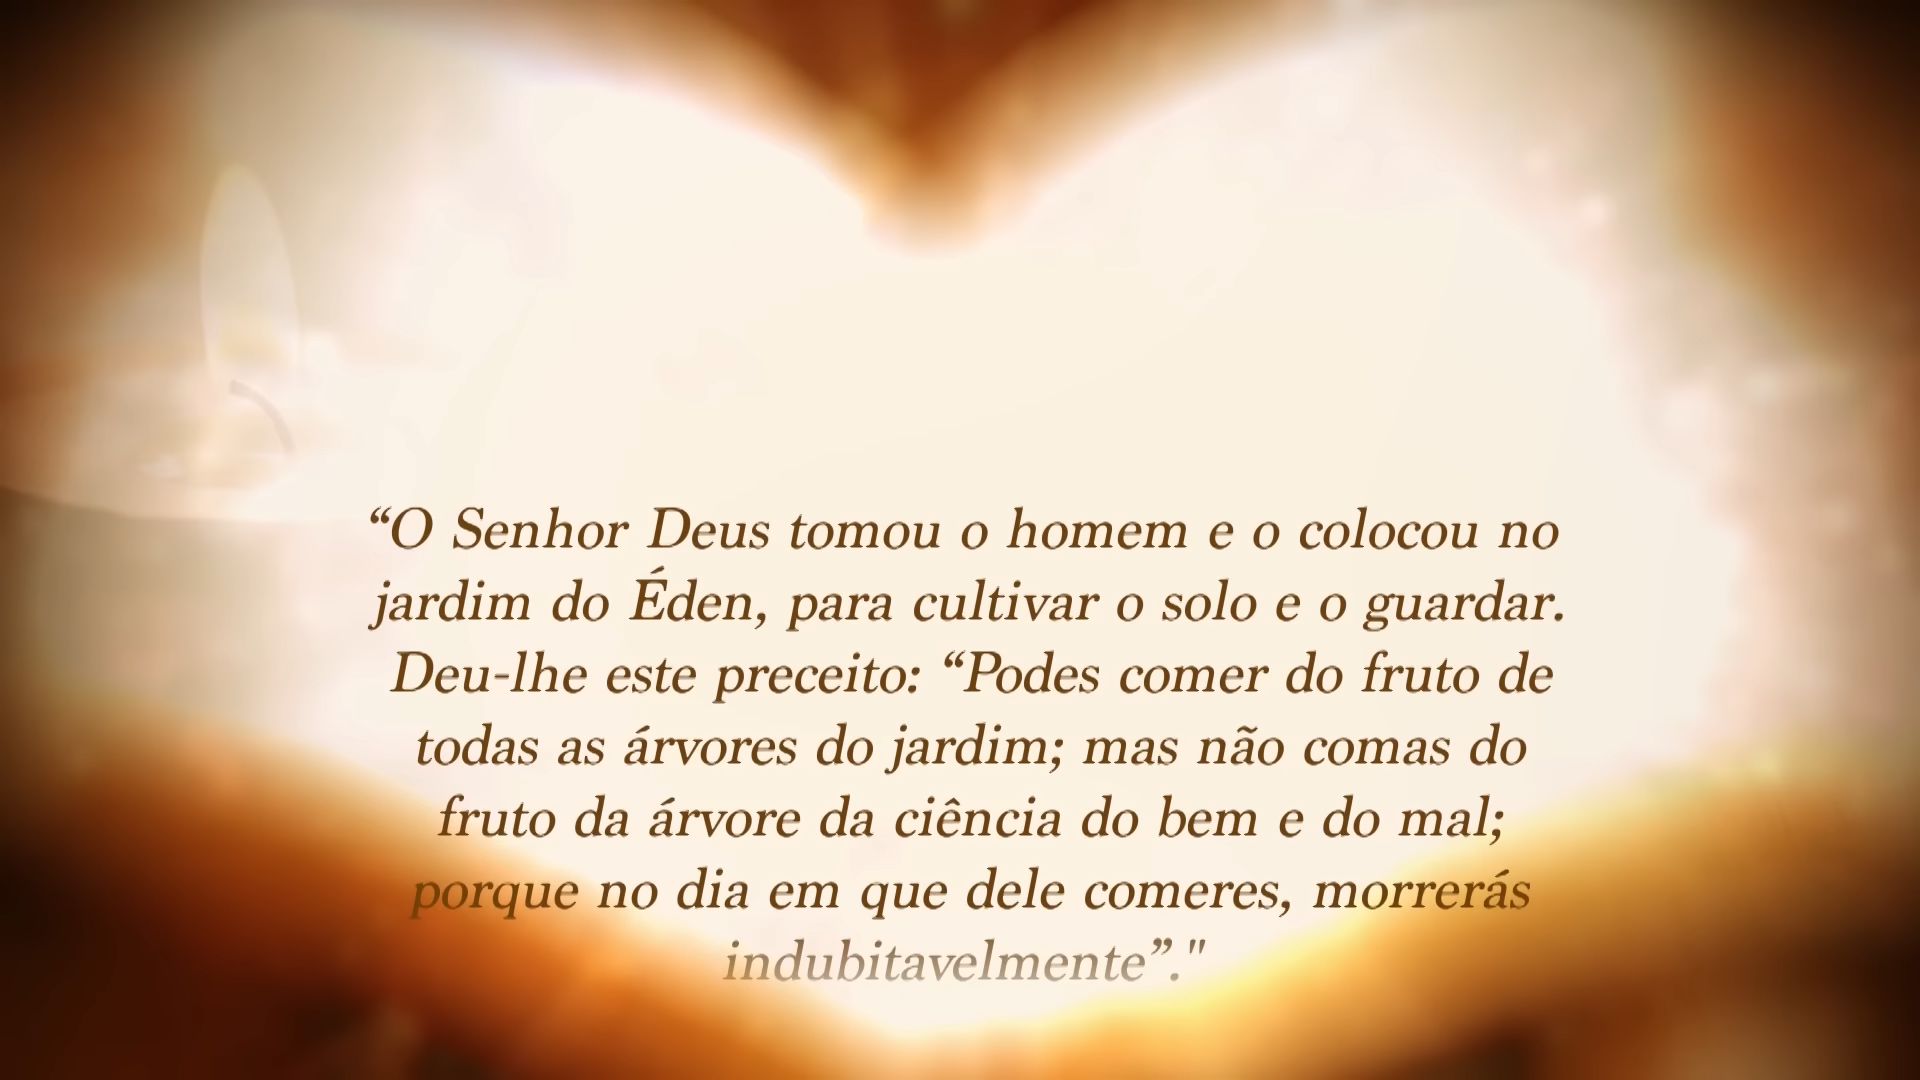 “O Senhor Deus tomou o homem e o colocou no
jardim do Éden, para cultivar o solo e o guardar.
Deu-lhe este preceito: “Podes comer do fruto de
todas as árvores do jardim; mas não comas do
fruto da árvore da ciência do bem e do mal;
porque no dia em que dele comeres, morrerás
indubitavelmente”."